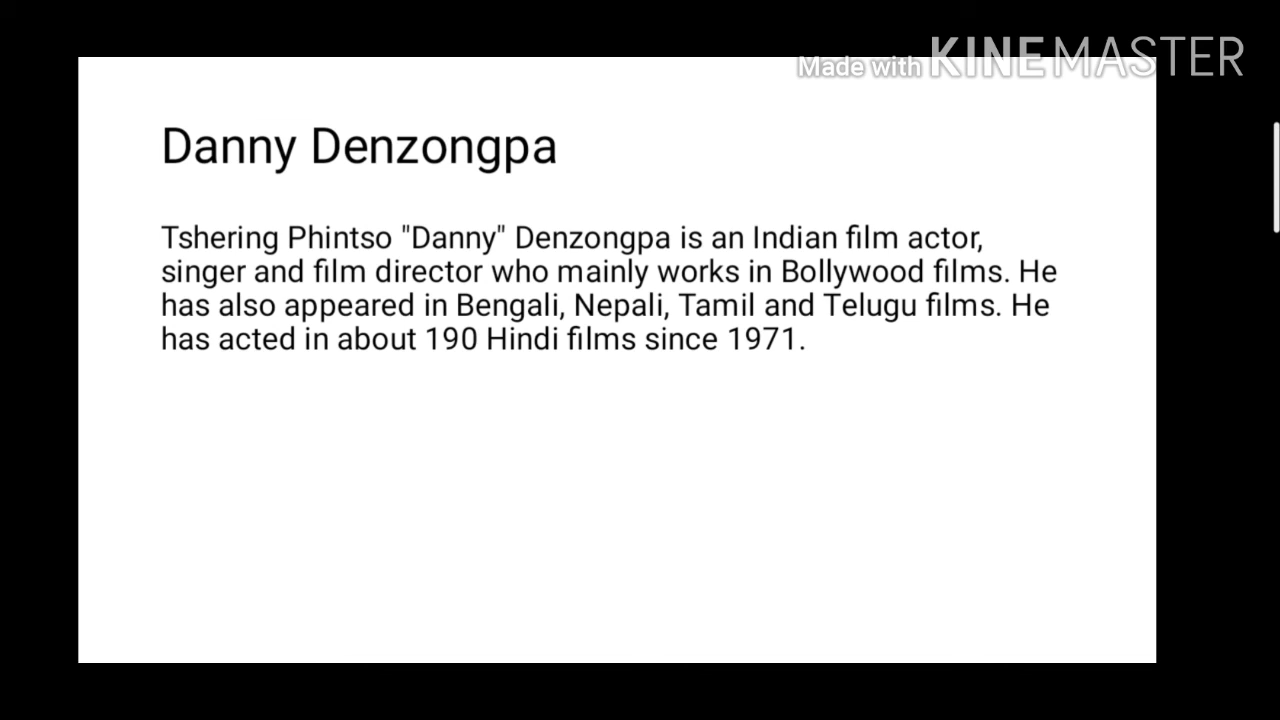 Made with KINEMASTER
Danny Denzongpa
Tshering Phintso "Danny" Denzongpa is an Indian film actor,
singer and film director who mainly works in Bollywood films. He
has also appeared in Bengali, Nepali, Tamil and Telugu films. He
has acted in about 190 Hindi films since 1971.